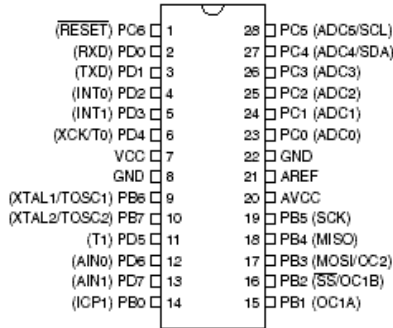 (RESET) PC6 1 28 PC5 (ADC5/SCL)
(RXD) PD0 2 27 PC4 (ADC4/SDA)
(TXD) PD1 3 26 PC3 (ADC3)
(INT0) PD2 4 25 PC2 (ADC2)
(INT1) PD3 5 24 PC1 (ADC1)
(XCK/T0) PD4 6 23 PC0 (ADC0)
VCC 7 22 GND
GND 8 21 AREF
(XTAL1/TOSC1) PB6 9 20 AVCC
(XTAL2/TOSC2) PB7 10 19 PB5 (SCK)
(T1) PD5 11 18 PB4 (MISO)
(AIN0) PD6 12 17 PB3 (MOSI/OC2)
(AIN1) PD7 13 16 PB2 (SS/OC1B)
(ICP1) PB0 14 15 PB1 (OC1A)